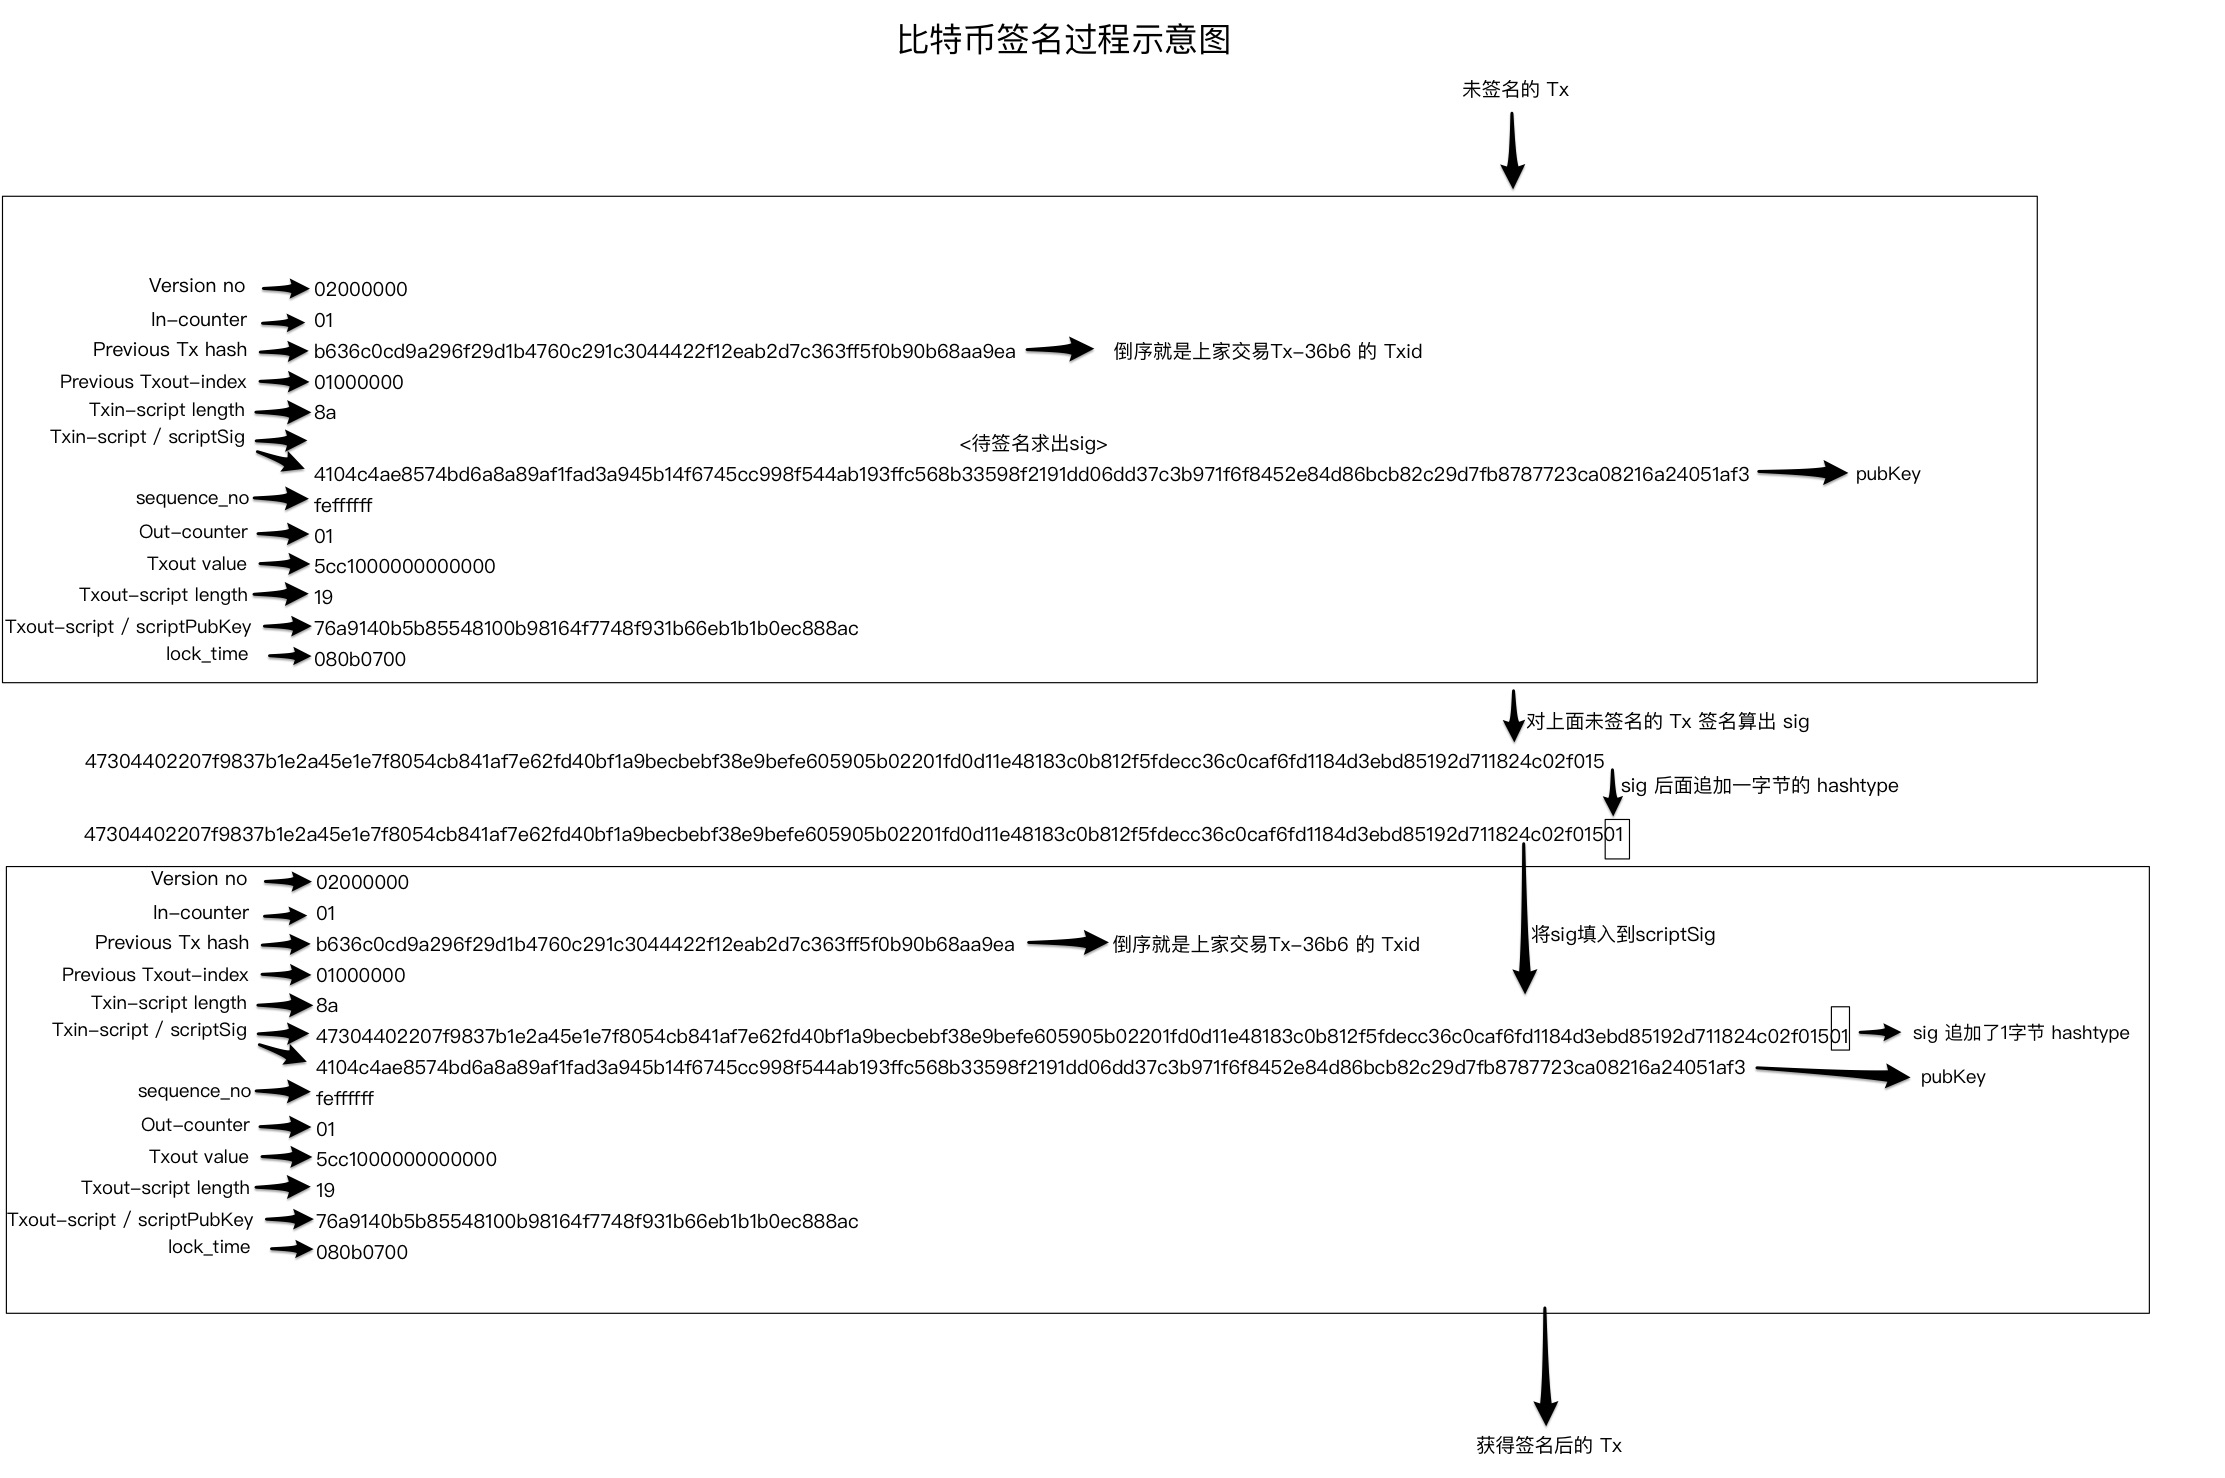 比特币签名过程示意图
未签名的 Tx
Version no 02000000
In-counter 01
Previous Tx hash b636c0cd9a296f29d1b4760c291c3044422f12eab2d7c363ff5f0b90b68aa9ea 倒序就是上家交易Tx-36b6 的 Txid
Previous Txout-index 01000000
Txin-script length 8a
Txin-script / scriptSig
<待签名求出sig>
4104c4ae8574bd6a8a89af1fad3a945b14f6745cc998f544ab193ffc568b33598f2191dd06dd37c3b971f6f8452e84d86bcb82c29d7fb8787723ca08216a24051af3 pubKey
sequence_no feffffff
Out-counter 01
Txout value 5cc1000000000000
Txout-script length 19
Txout-script / scriptPubKey 76a9140b5b85548100b98164f7748f931b66eb1b1b0ec888ac
lock_time 080b0700
对上面未签名的 Tx 签名算出 sig
47304402207f9837b1e2a45e1e7f8054cb841af7e62fd40bf1a9becbebf38e9befe605905b02201fd0d11e48183c0b812f5fdecc36c0caf6fd1184d3ebd85192d711824c02f015
sig 后面追加一字节的 hashtype
47304402207f9837b1e2a45e1e7f8054cb841af7e62fd40bf1a9becbebf38e9befe605905b02201fd0d11e48183c0b812f5fdecc36c0caf6fd1184d3ebd85192d711824c02f01501
Version no 02000000
In-counter 01
将sig填入到scriptSig
Previous Tx hash b636c0cd9a296f29d1b4760c291c3044422f12eab2d7c363ff5f0b90b68aa9ea 倒序就是上家交易Tx-36b6 的 Txid
Previous Txout-index 01000000
Txin-script length 8a
Txin-script / scriptSig 47304402207f9837b1e2a45e1e7f8054cb841af7e62fd40bf1a9becbebf38e9befe605905b02201fd0d11e48183c0b812f5fdecc36c0caf6fd1184d3ebd85192d711824c02f01501 sig 追加了1字节 hashtype
4104c4ae8574bd6a8a89af1fad3a945b14f6745cc998f544ab193ffc568b33598f2191dd06dd37c3b971f6f8452e84d86bcb82c29d7fb8787723ca08216a24051af3 pubKey
sequence_no feffffff
Out-counter 01
Txout value 5cc1000000000000
Txout-script length 19
Txout-script / scriptPubKey 76a9140b5b85548100b98164f7748f931b66eb1b1b0ec888ac
lock_time 080b0700
获得签名后的 Tx